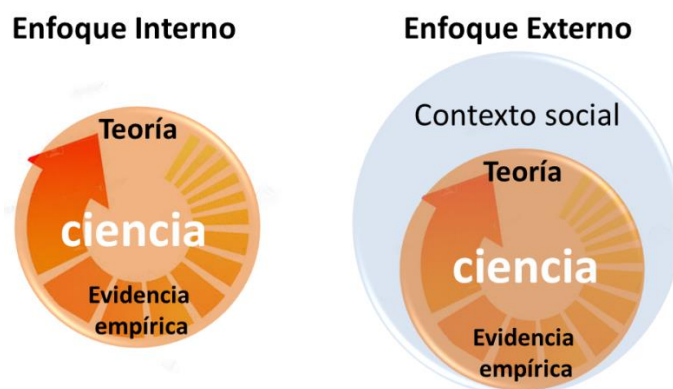 Enfoque Interno
Teoría
ciencia
Evidencia
empírica
Enfoque Externo
Contexto social
Teoría
ciencia
Evidencia
empírica